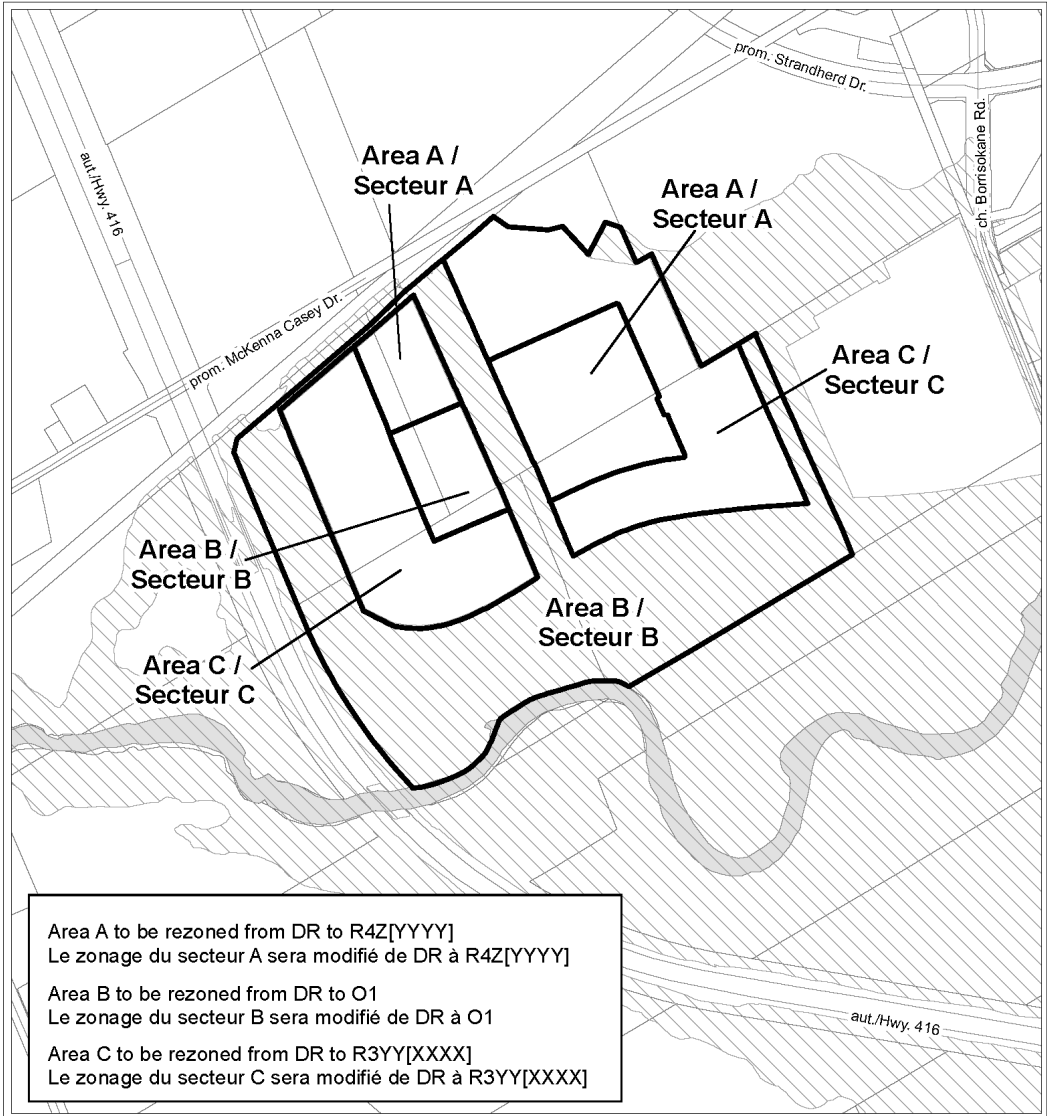 prom. Strandherd Dr.
ch. Borrisokane Rd.
aut./Hwy. 416
Area A /
Secteur A
Area A /
Secteur A
prom. McKenna Casey Dr.
Area C /
Secteur C
Area B /
Secteur B
Area B /
Secteur B
Area C /
Secteur C
Area A to be rezoned from DR to R4Z[YYYY]
Le zonage du secteur A sera modifié de DR à R4Z[YYYY]
Area B to be rezoned from DR to O1
Le zonage du secteur B sera modifié de DR à O1
Area C to be rezoned from DR to R3YY[XXXX]
Le zonage du secteur C sera modifié de DR à R3YY[XXXX]
aut./Hwy. 416